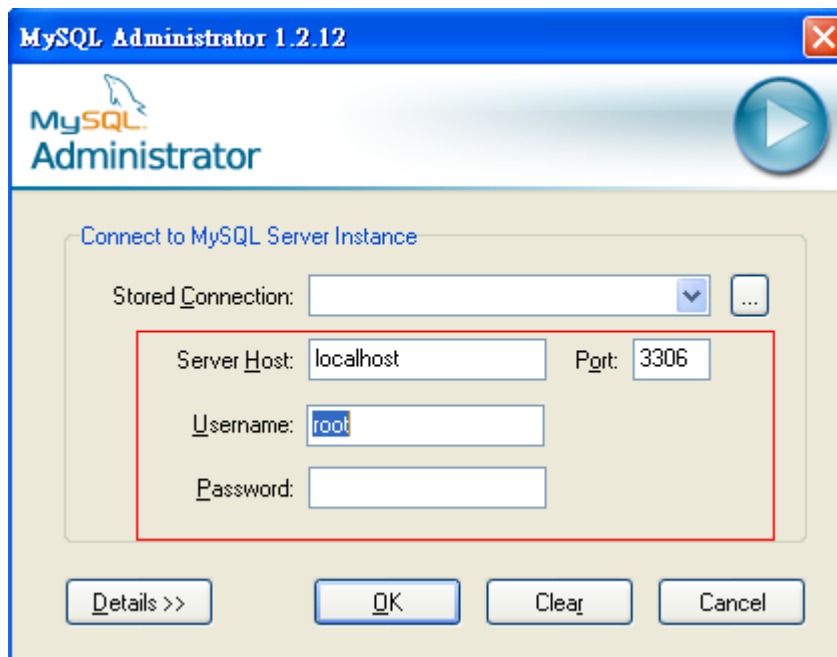 MySQL Administrator 1.2.12
MySQL
Administrator
Connect to MySQL Server Instance
Stored Connection: ...
Server Host: localhost Port: 3306
Username: root
Password:
Details >> OK Clear Cancel